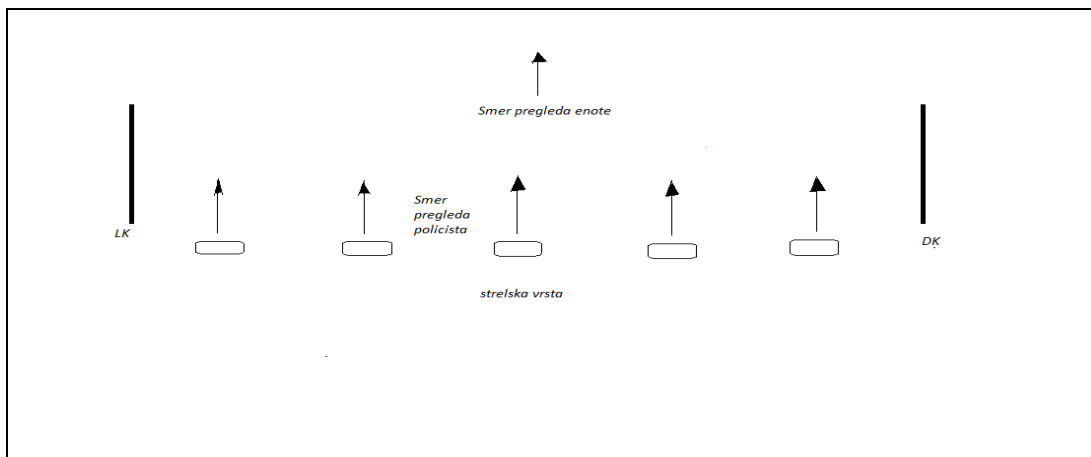 Smer pregleda enote
Smer
pregleda
policista
LK
DK
strelska vrsta